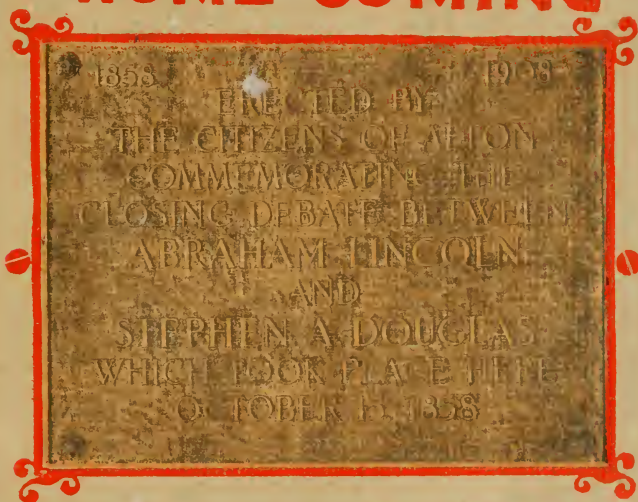 HOME COMING
1858 1908
ERECTED BY
THE CITIZENS OF ALTON
COMMEMORATING THE
CLOSING DEBATE BETWEEN
ABRAHAM LINCOLN
AND
STEPHEN A DOUGLAS
WHICH TOOK PLACE HERE
OCTOBER 1858